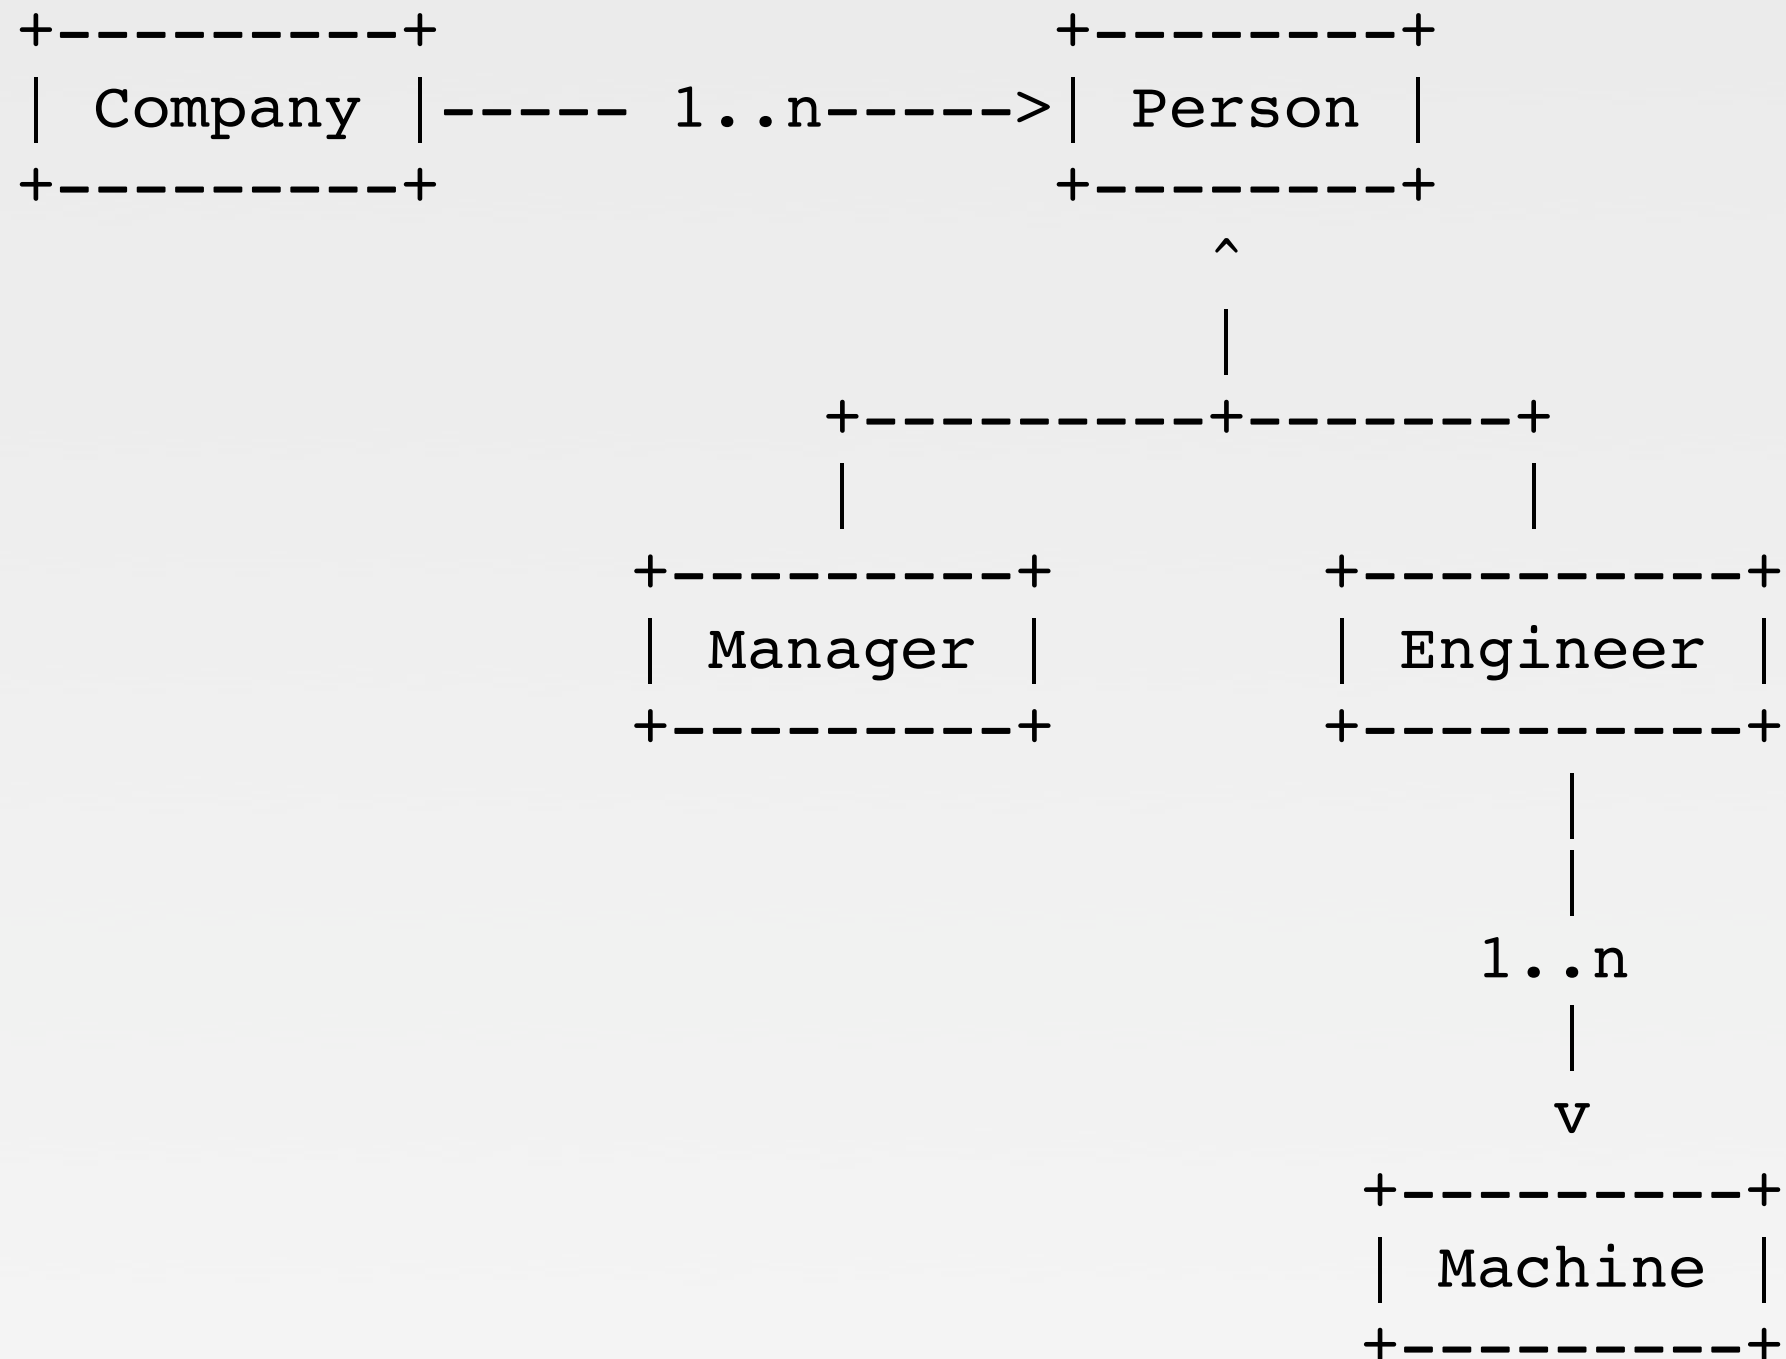 +---------+                +--------+
| Company |----- 1..n----->| Person |
+---------+                +--------+
                               ^
                               |
                     +---------+-------+
                     |                 |
                +---------+       +----------+
                | Manager |       | Engineer |
                +---------+       +----------+
                                        |
                                        |
                                      1..n
                                        |
                                        v
                                   +---------+
                                   | Machine |
                                   +---------+